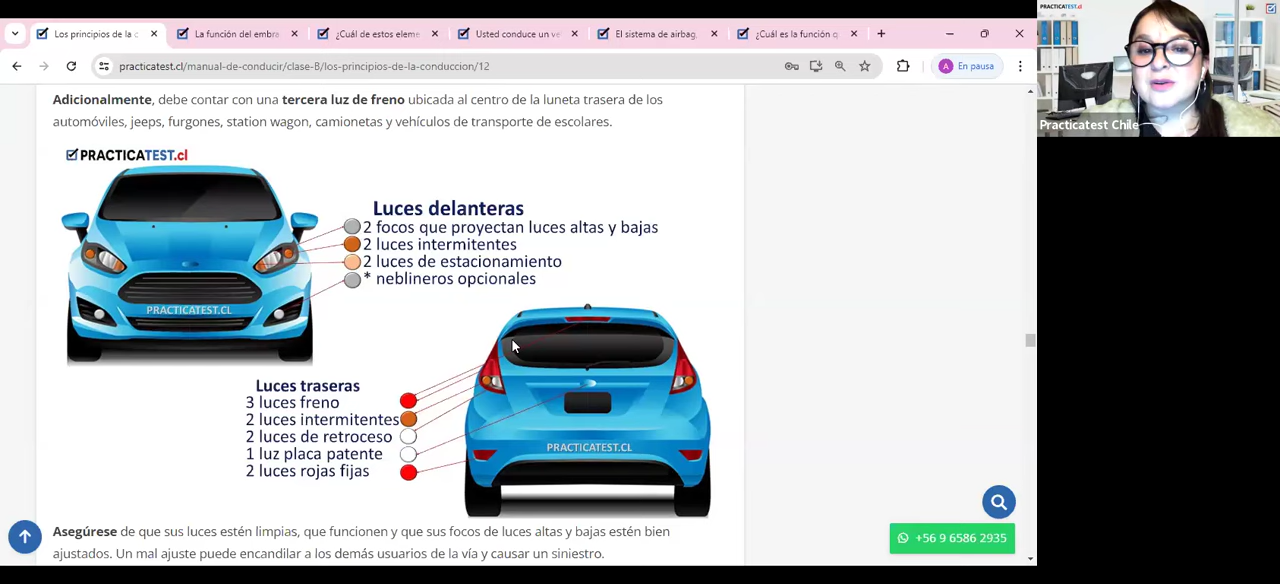 Los principios de la c
La función del embra
¿Cuál de estos eleme
Usted conduce un ve
El sistema de airbag,
¿Cuál es la función q
practicatest.cl/manual-de-conducir/clase-B/los-principios-de-la-conduccion/12
A
En pausa
Adicionalmente, debe contar con una tercera luz de freno ubicada al centro de la luneta trasera de los
automóviles, jeeps, furgones, station wagon, camionetas y vehículos de transporte de escolares.
PRACTICATEST.cl
Luces delanteras
2 focos que proyectan luces altas y bajas
2 luces intermitentes
2 luces de estacionamiento
* neblineros opcionales
PRACTICATEST.CL
Luces traseras
3 luces freno
2 luces intermitentes
2 luces de retroceso
1 luz placa patente
2 luces rojas fijas
PRACTICATEST.CL
Asegúrese de que sus luces estén limpias, que funcionen y que sus focos de luces altas y bajas estén bien
ajustados. Un mal ajuste puede encandilar a los demás usuarios de la vía y causar un siniestro.
+56 9 6586 2935
PRACTICATEST.cl
Practicatest Chile